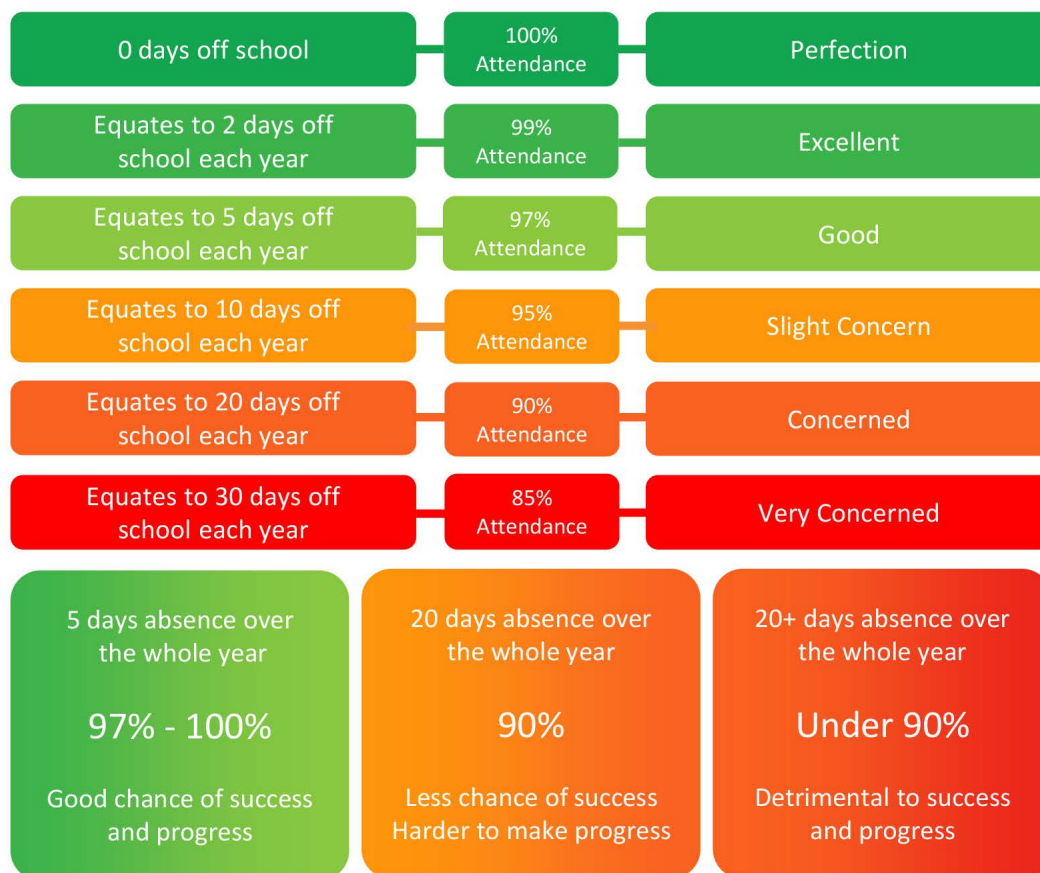 0 days off school
100%
Attendance
Perfection
Equates to 2 days off
school each year
99%
Attendance
Excellent
Equates to 5 days off
school each year
97%
Attendance
Good
Equates to 10 days off
school each year
95%
Attendance
Slight Concern
Equates to 20 days off
school each year
90%
Attendance
Concerned
Equates to 30 days off
school each year
85%
Attendance
Very Concerned
5 days absence over
the whole year
97% - 100%
Good chance of success
and progress
20 days absence over
the whole year
90%
Less chance of success
Harder to make progress
20+ days absence over
the whole year
Under 90%
Detrimental to success
and progress